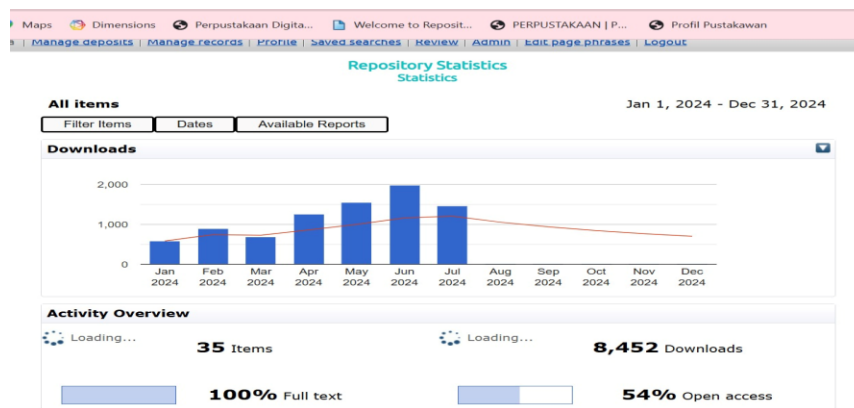 Maps Dimensions Perpustakaan Digita... Welcome to Reposit... PERPUSTAKAAN | P... Profil Pustakawan
| Manage deposits | Manage records | Profile | Saved searches | Review | Admin | Edit page phrases | Logout
Repository Statistics
Statistics
All items Jan 1, 2024 - Dec 31, 2024
Filter Items Dates Available Reports
Downloads
2,000
1,000
0
Jan Feb Mar Apr May Jun Jul Aug Sep Oct Nov Dec
2024 2024 2024 2024 2024 2024 2024 2024 2024 2024 2024 2024
Activity Overview
Loading... 35 Items Loading... 8,452 Downloads
100% Full text 54% Open access